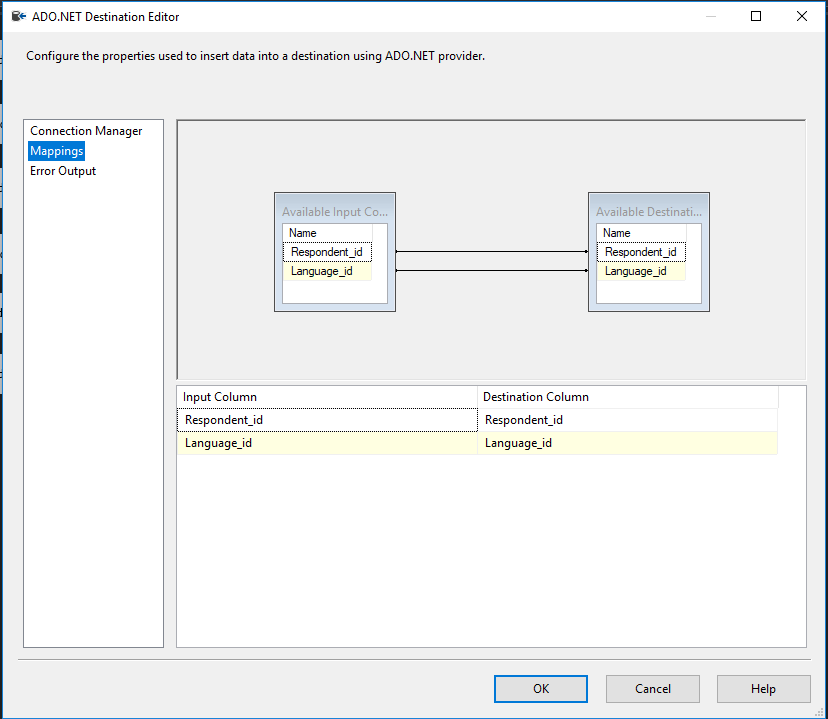 ADO.NET Destination Editor
Configure the properties used to insert data into a destination using ADO.NET provider.
Connection Manager
Mappings
Error Output
Available Input Co...
Name
Respondent_id
Language_id
Available Destinati...
Name
Respondent_id
Language_id
Input Column Destination Column
Respondent_id Respondent_id
Language_id Language_id
OK Cancel Help